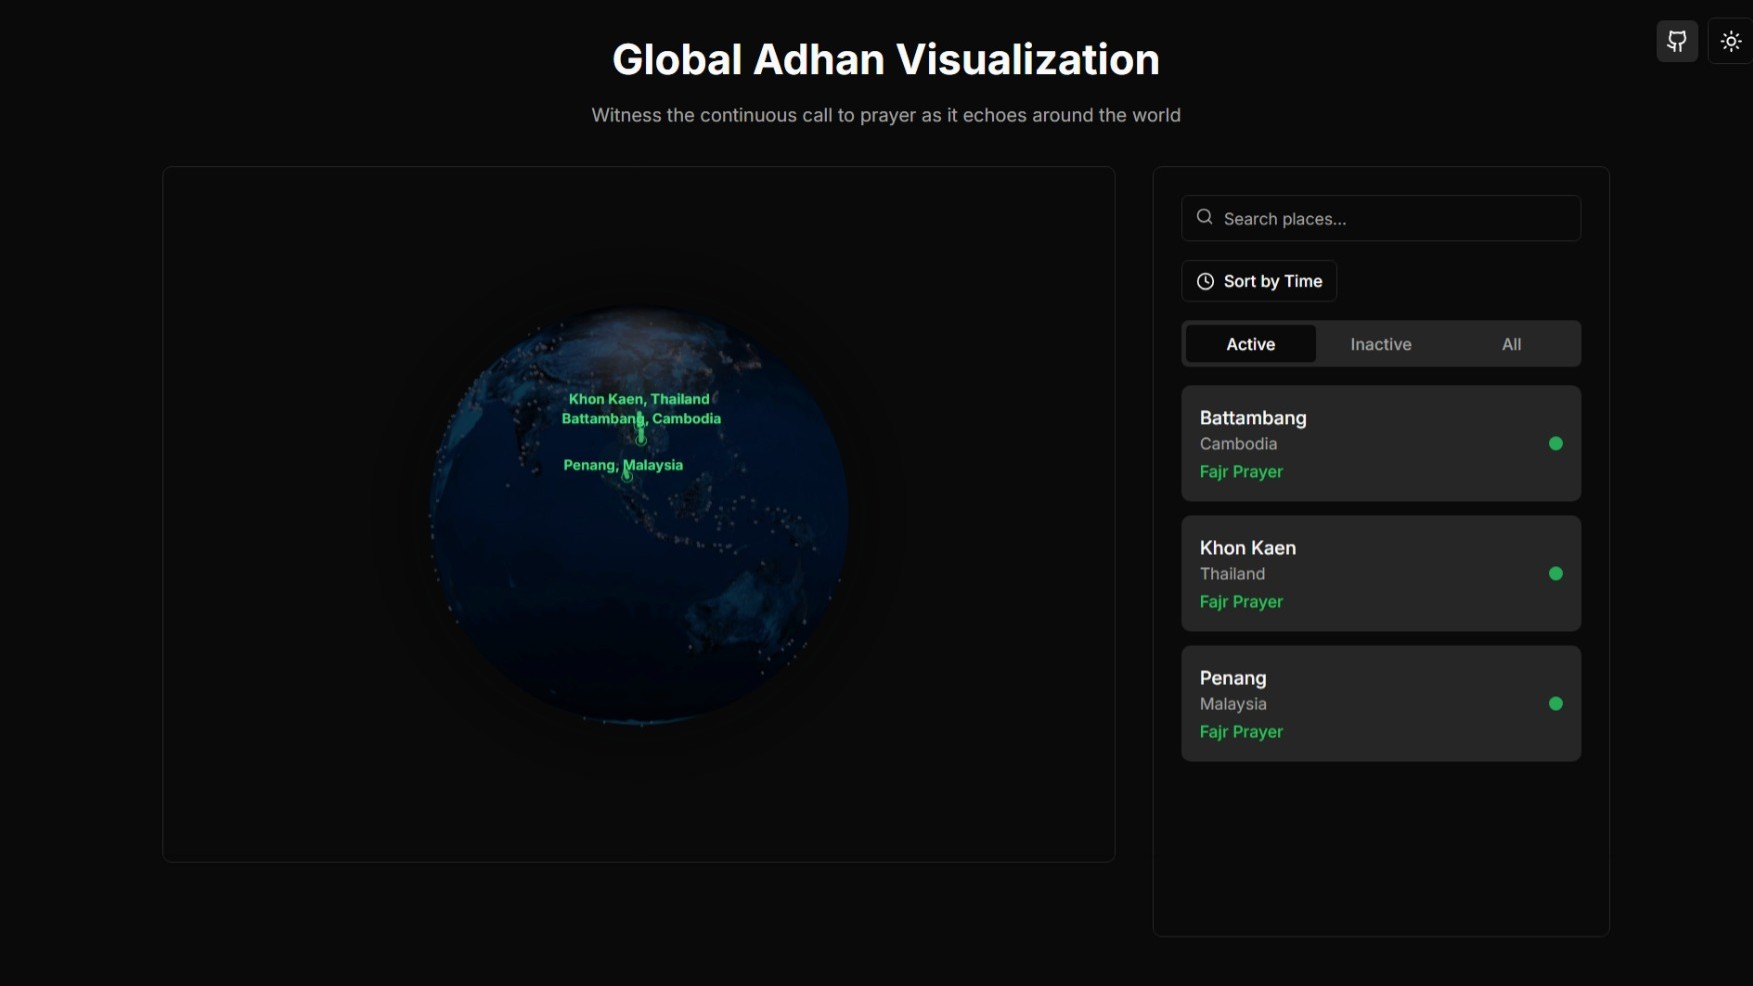 Global Adhan Visualization
Witness the continuous call to prayer as it echoes around the world
Khon Kaen, Thailand
Battambang, Cambodia
Penang, Malaysia
Search places...
Sort by Time
Active
Inactive
All
Battambang
Cambodia
Fajr Prayer
Khon Kaen
Thailand
Fajr Prayer
Penang
Malaysia
Fajr Prayer